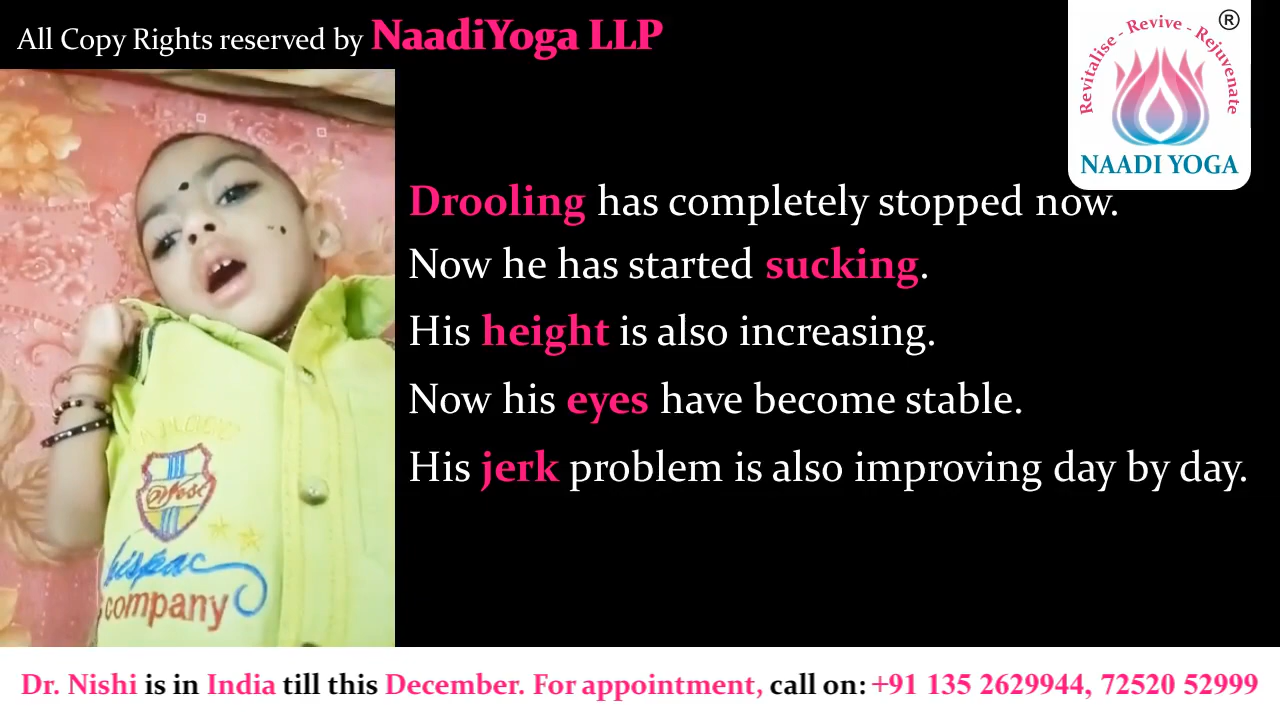 All Copy Rights reserved by NaadiYoga LLP
®
Revitalise - Revive - Rejuvenate
NAADI YOGA
Drooling has completely stopped now.
Now he has started sucking.
His height is also increasing.
Now his eyes have become stable.
His jerk problem is also improving day by day.
company
Dr. Nishi is in India till this December. For appointment, call on: +91 135 2629944, 72520 52999